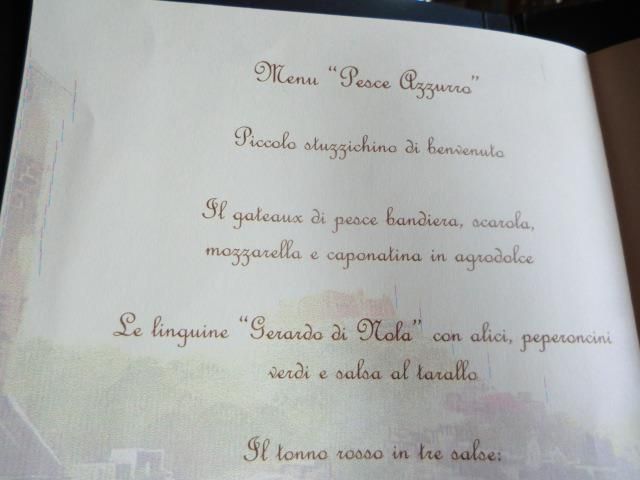 Menu "Pesce Azzurro"
Piccolo stuzzichino di benvenuto
Il gateaux di pesce bandiera, scarola,
mozzarella e caponatina in agrodolce
Le linguine "Gerardo di Nola" con alici, peperoncini
verdi e salsa al tarallo
Il tonno rosso in tre salse: